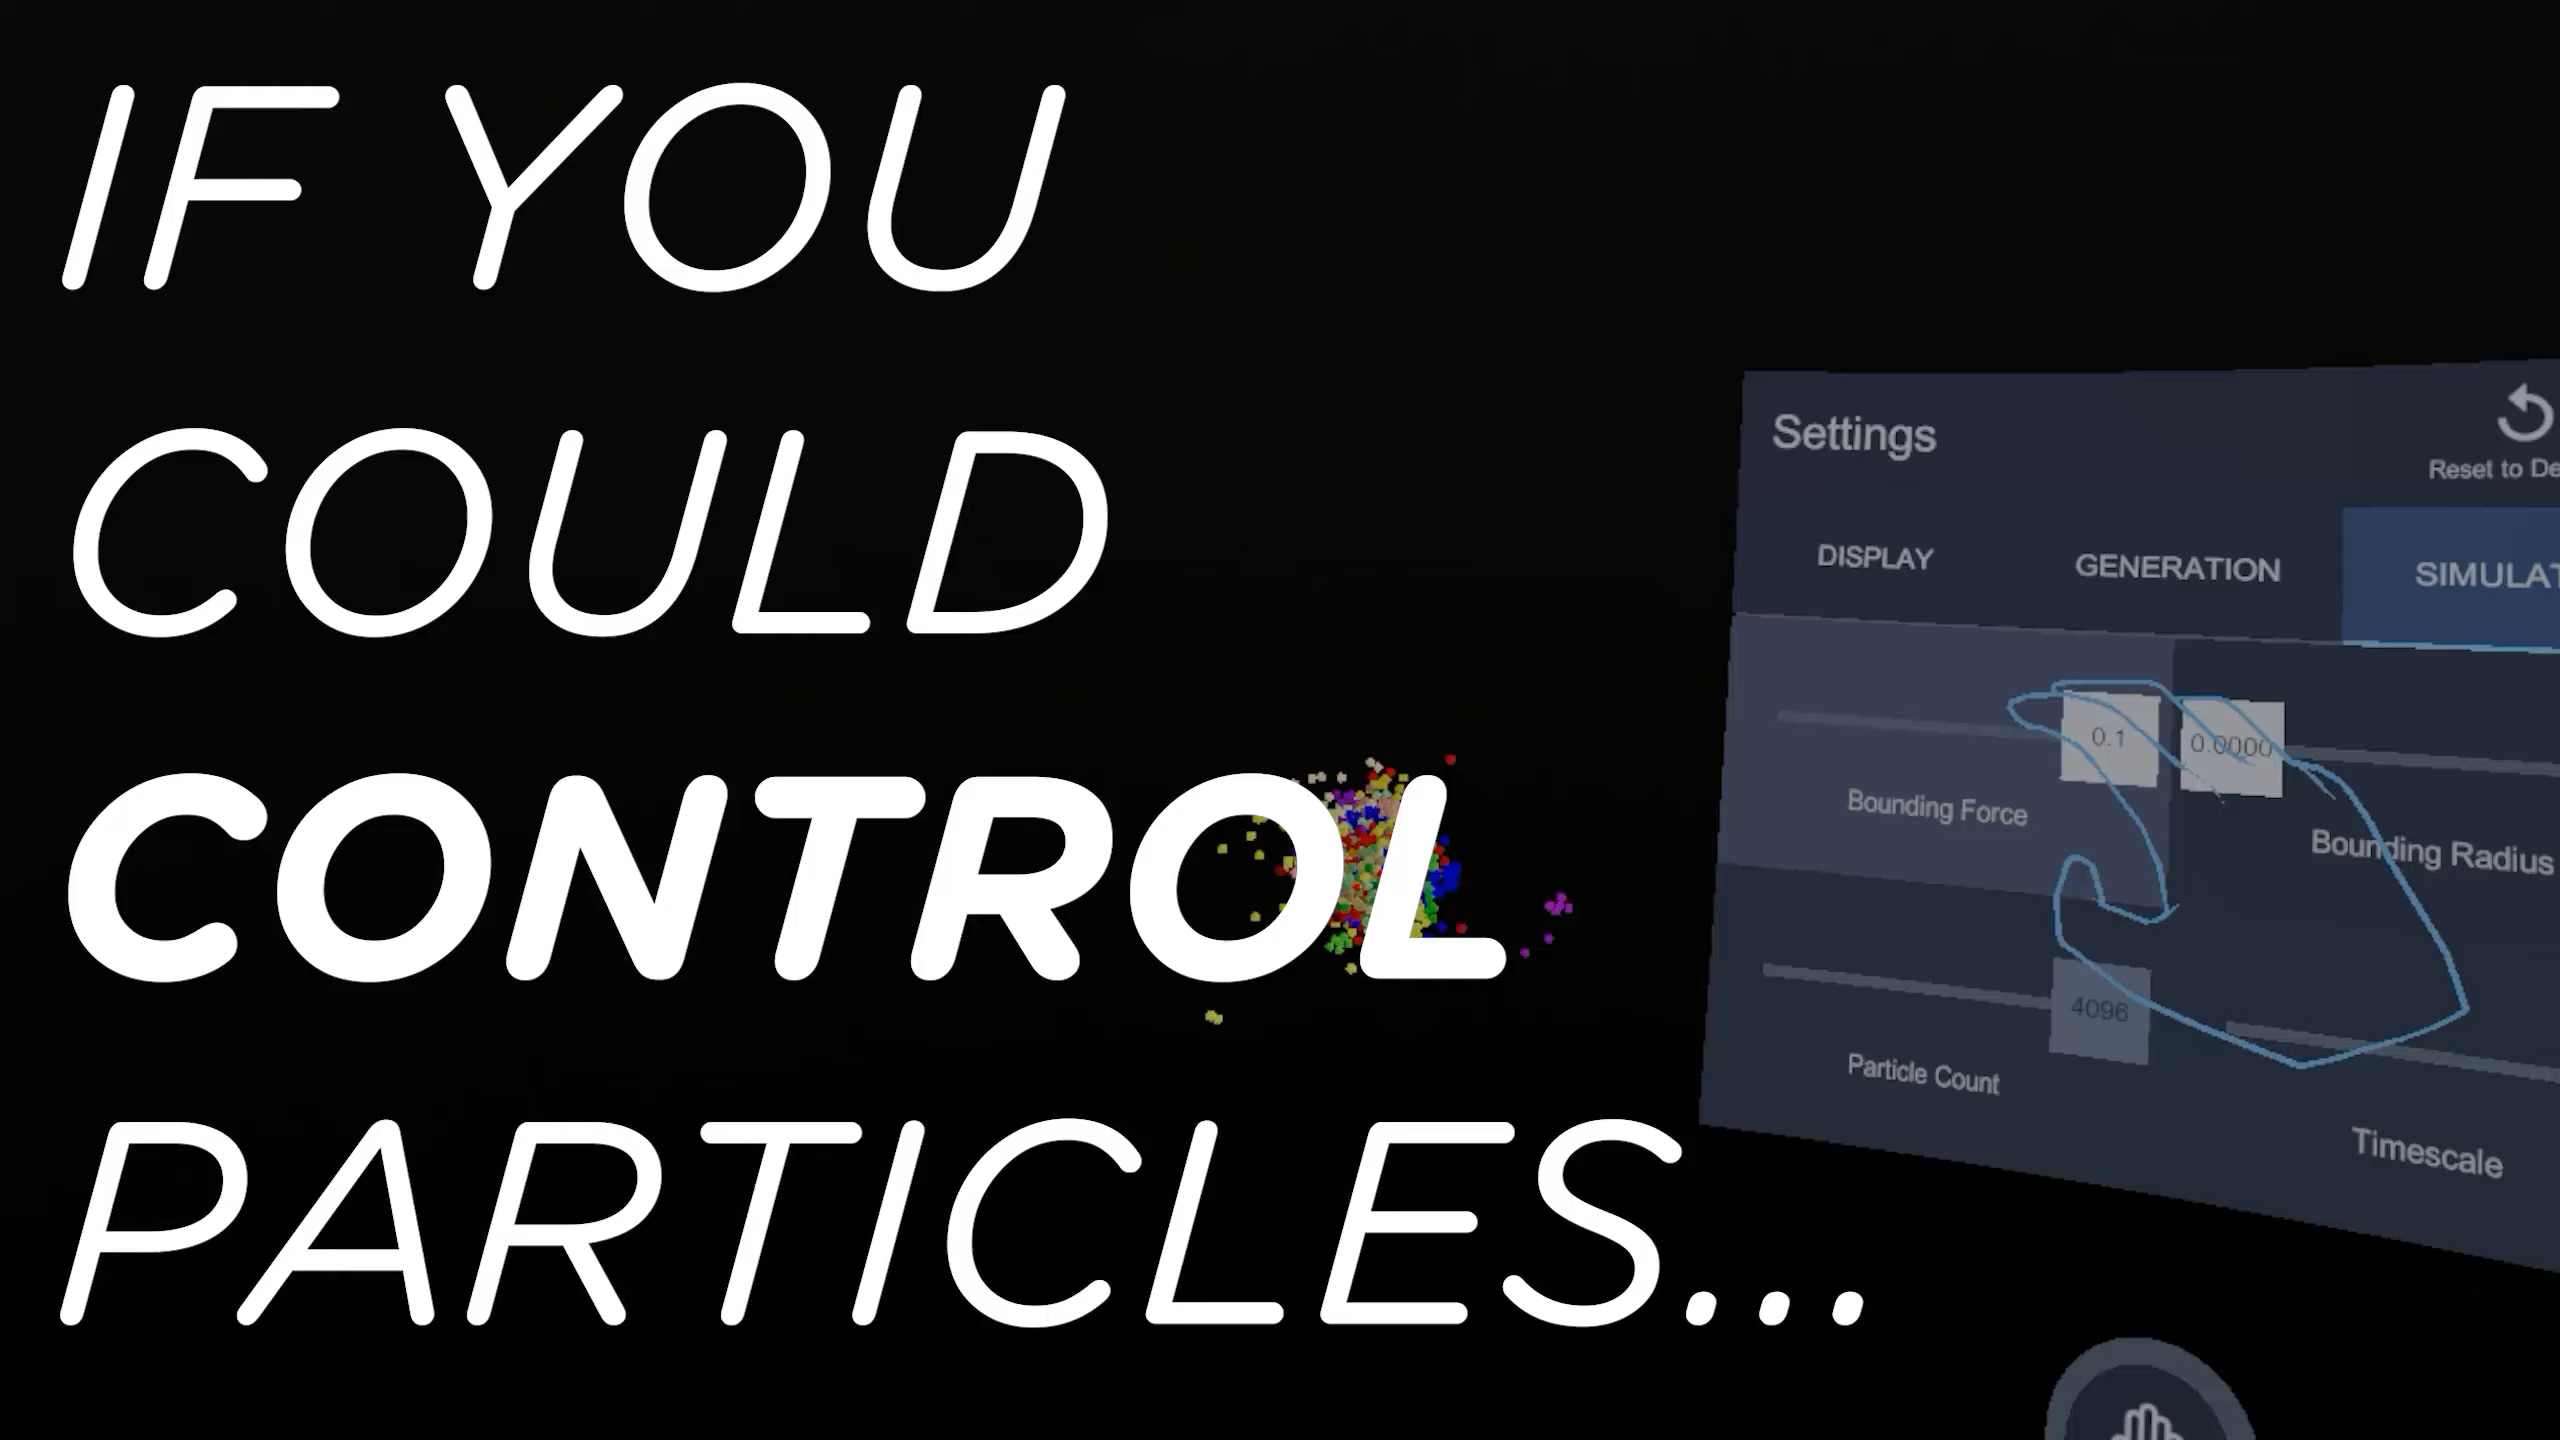 IF YOU
COULD
CONTROL
PARTICLES...
Settings
Reset to De
DISPLAY
GENERATION
SIMULAT
0.1
0.0000
Bounding Force
Bounding Radius
4096
Particle Count
Timescale